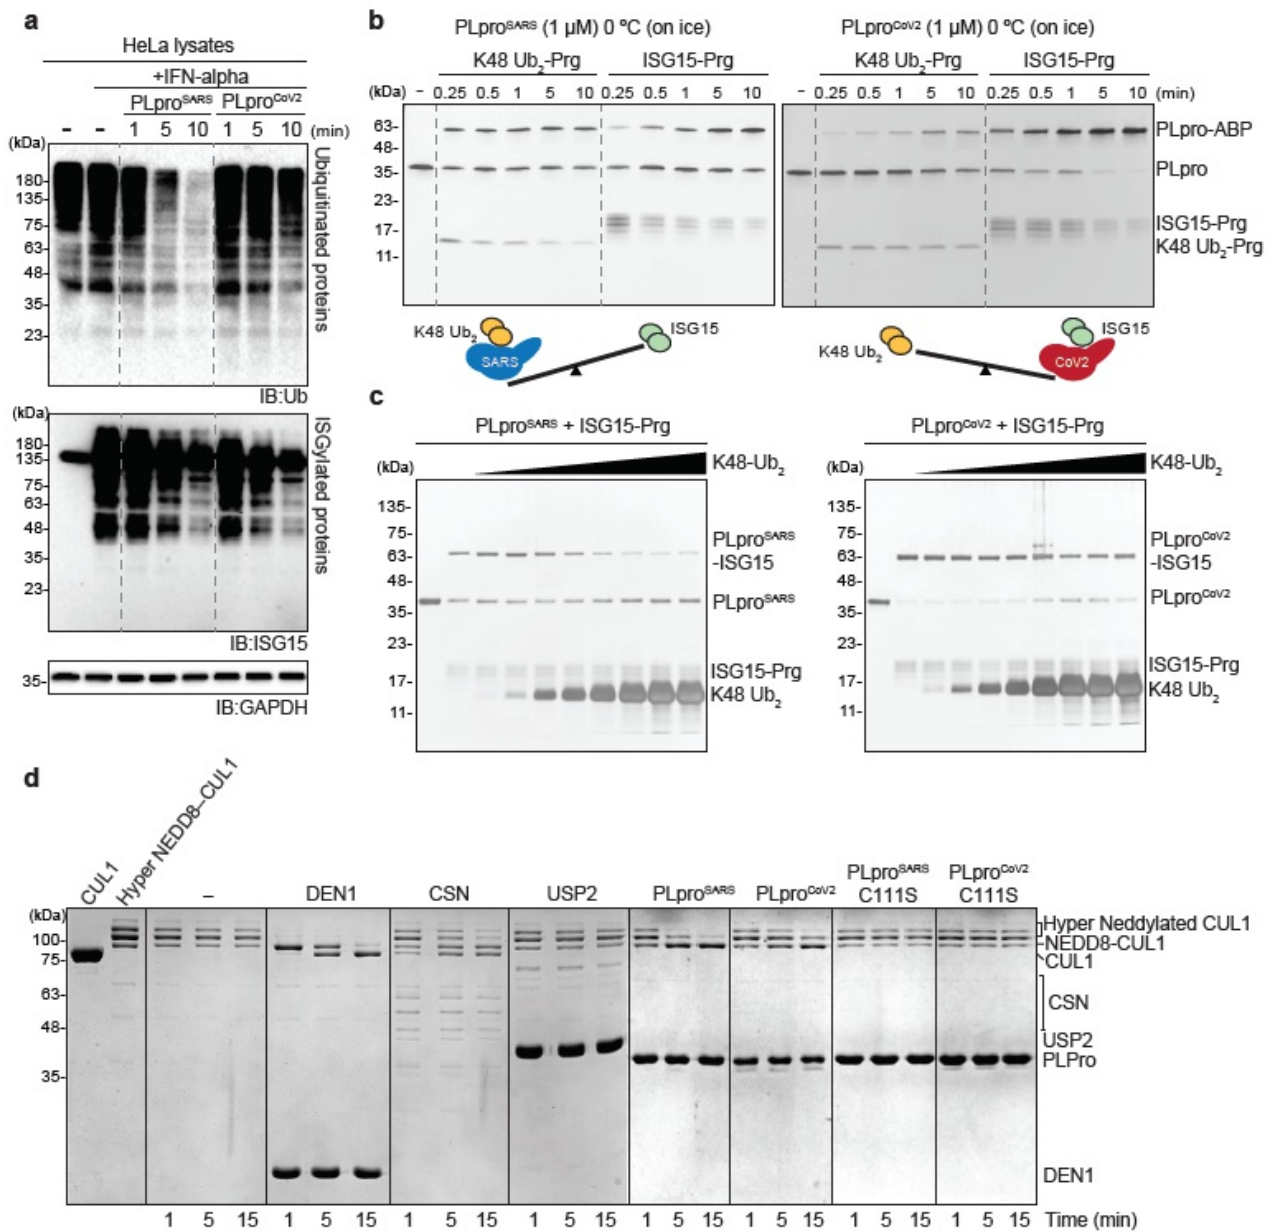 a
HeLa lysates
+IFN-alpha
PLproSARS PLproCoV2
- - 1 5 10 1 5 10 (min)
(kDa)
180-
135-
75-
63-
48-
35-
23-
Ubiquitinated proteins
IB:Ub
(kDa)
180-
135-
75-
63-
48-
35-
23-
ISGylated proteins
IB:ISG15
35-
IB:GAPDH
b
PLproSARS (1 µM) 0 ºC (on ice)
K48 Ub2-Prg ISG15-Prg
(kDa) - 0.25 0.5 1 5 10 0.25 0.5 1 5 10
63-
48-
35-
23-
17-
11-
PLproCoV2 (1 µM) 0 ºC (on ice)
K48 Ub2-Prg ISG15-Prg
- 0.25 0.5 1 5 10 0.25 0.5 1 5 10 (min)
PLpro-ABP
PLpro
ISG15-Prg
K48 Ub2-Prg
K48 Ub2
SARS
ISG15
K48 Ub2
ISG15
CoV2
c
PLproSARS + ISG15-Prg
(kDa)
K48-Ub2
135-
75-
63-
48-
35-
23-
17-
11-
PLproSARS
-ISG15
PLproSARS
ISG15-Prg
K48 Ub2
PLproCoV2 + ISG15-Prg
(kDa)
K48-Ub2
135-
75-
63-
48-
35-
23-
17-
11-
PLproCoV2
-ISG15
PLproCoV2
ISG15-Prg
K48 Ub2
d
CUL1
Hyper NEDD8–CUL1
– DEN1 CSN USP2 PLproSARS PLproCoV2 PLproSARS C111S PLproCoV2 C111S
(kDa)
100-
75-
63-
48-
35-
Hyper Neddylated CUL1
NEDD8-CUL1
CUL1
CSN
USP2
PLPro
DEN1
1 5 15 1 5 15 1 5 15 1 5 15 1 5 15 1 5 15 1 5 15 1 5 15 Time (min)